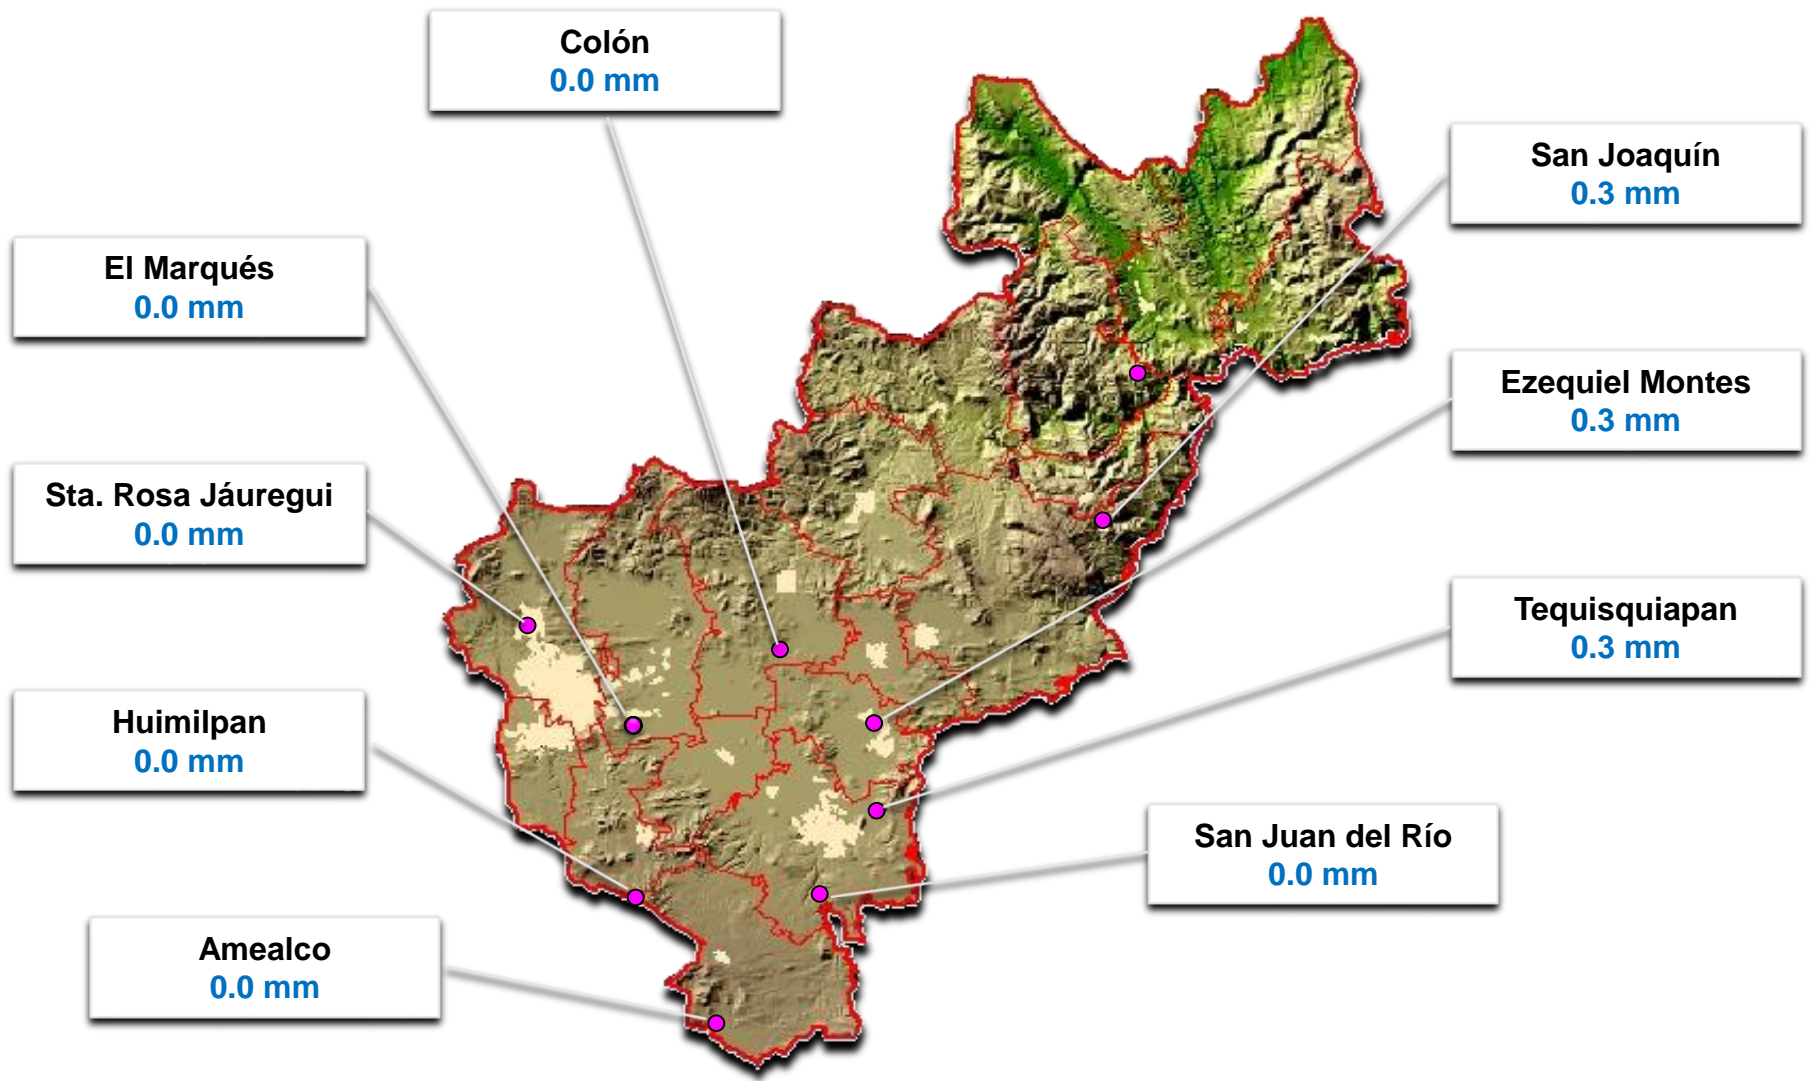 Colón
0.0 mm
San Joaquín
0.3 mm
El Marqués
0.0 mm
Ezequiel Montes
0.3 mm
Sta. Rosa Jáuregui
0.0 mm
Tequisquiapan
0.3 mm
Huimilpan
0.0 mm
San Juan del Río
0.0 mm
Amealco
0.0 mm